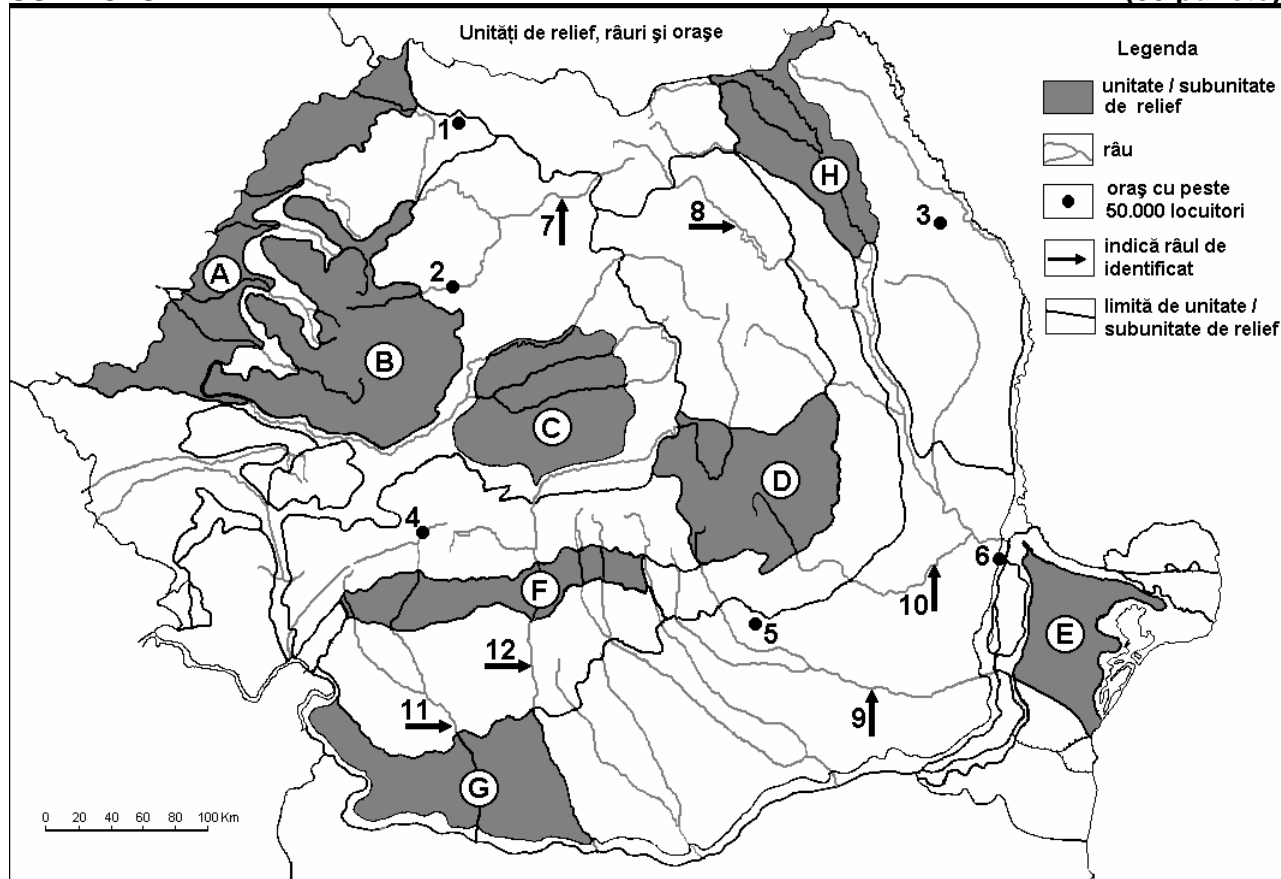 Unități de relief, râuri și orașe
Legenda
unitate / subunitate
de relief
râu
oraș cu peste
50.000 locuitori
indică râul de
identificat
limită de unitate /
subunitate de relief
1
H
7
8
3
A
2
B
C
D
4
F
6
10
E
5
12
11
9
G
0 20 40 60 80 100 Km